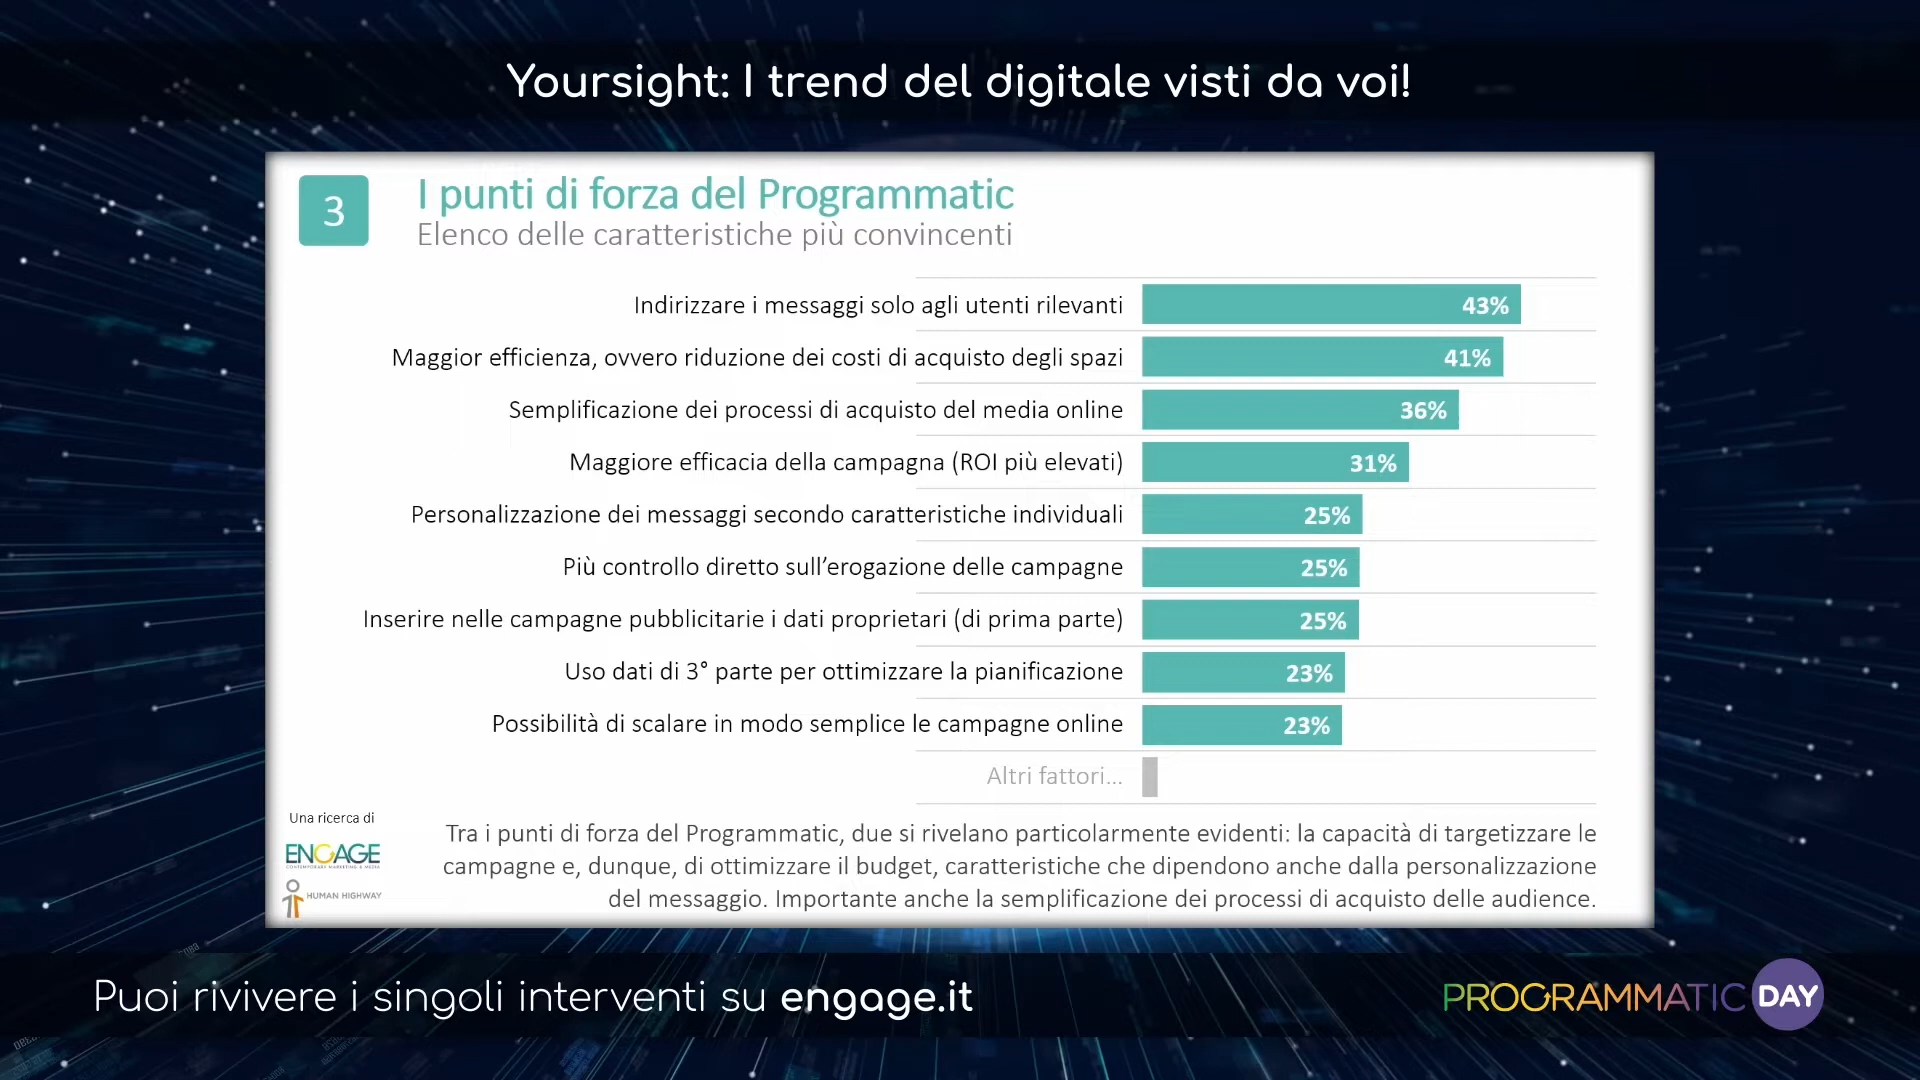 Yoursight: I trend del digitale visti da voi!
3
I punti di forza del Programmatic
Elenco delle caratteristiche più convincenti
Indirizzare i messaggi solo agli utenti rilevanti 43%
Maggior efficienza, ovvero riduzione dei costi di acquisto degli spazi 41%
Semplificazione dei processi di acquisto del media online 36%
Maggiore efficacia della campagna (ROI più elevati) 31%
Personalizzazione dei messaggi secondo caratteristiche individuali 25%
Più controllo diretto sull’erogazione delle campagne 25%
Inserire nelle campagne pubblicitarie i dati proprietari (di prima parte) 25%
Uso dati di 3° parte per ottimizzare la pianificazione 23%
Possibilità di scalare in modo semplice le campagne online 23%
Altri fattori...
Una ricerca di
ENGAGE
HUMAN HIGHWAY
Tra i punti di forza del Programmatic, due si rivelano particolarmente evidenti: la capacità di targetizzare le
campagne e, dunque, di ottimizzare il budget, caratteristiche che dipendono anche dalla personalizzazione
del messaggio. Importante anche la semplificazione dei processi di acquisto delle audience.
Puoi rivivere i singoli interventi su engage.it
PROGRAMMATIC DAY